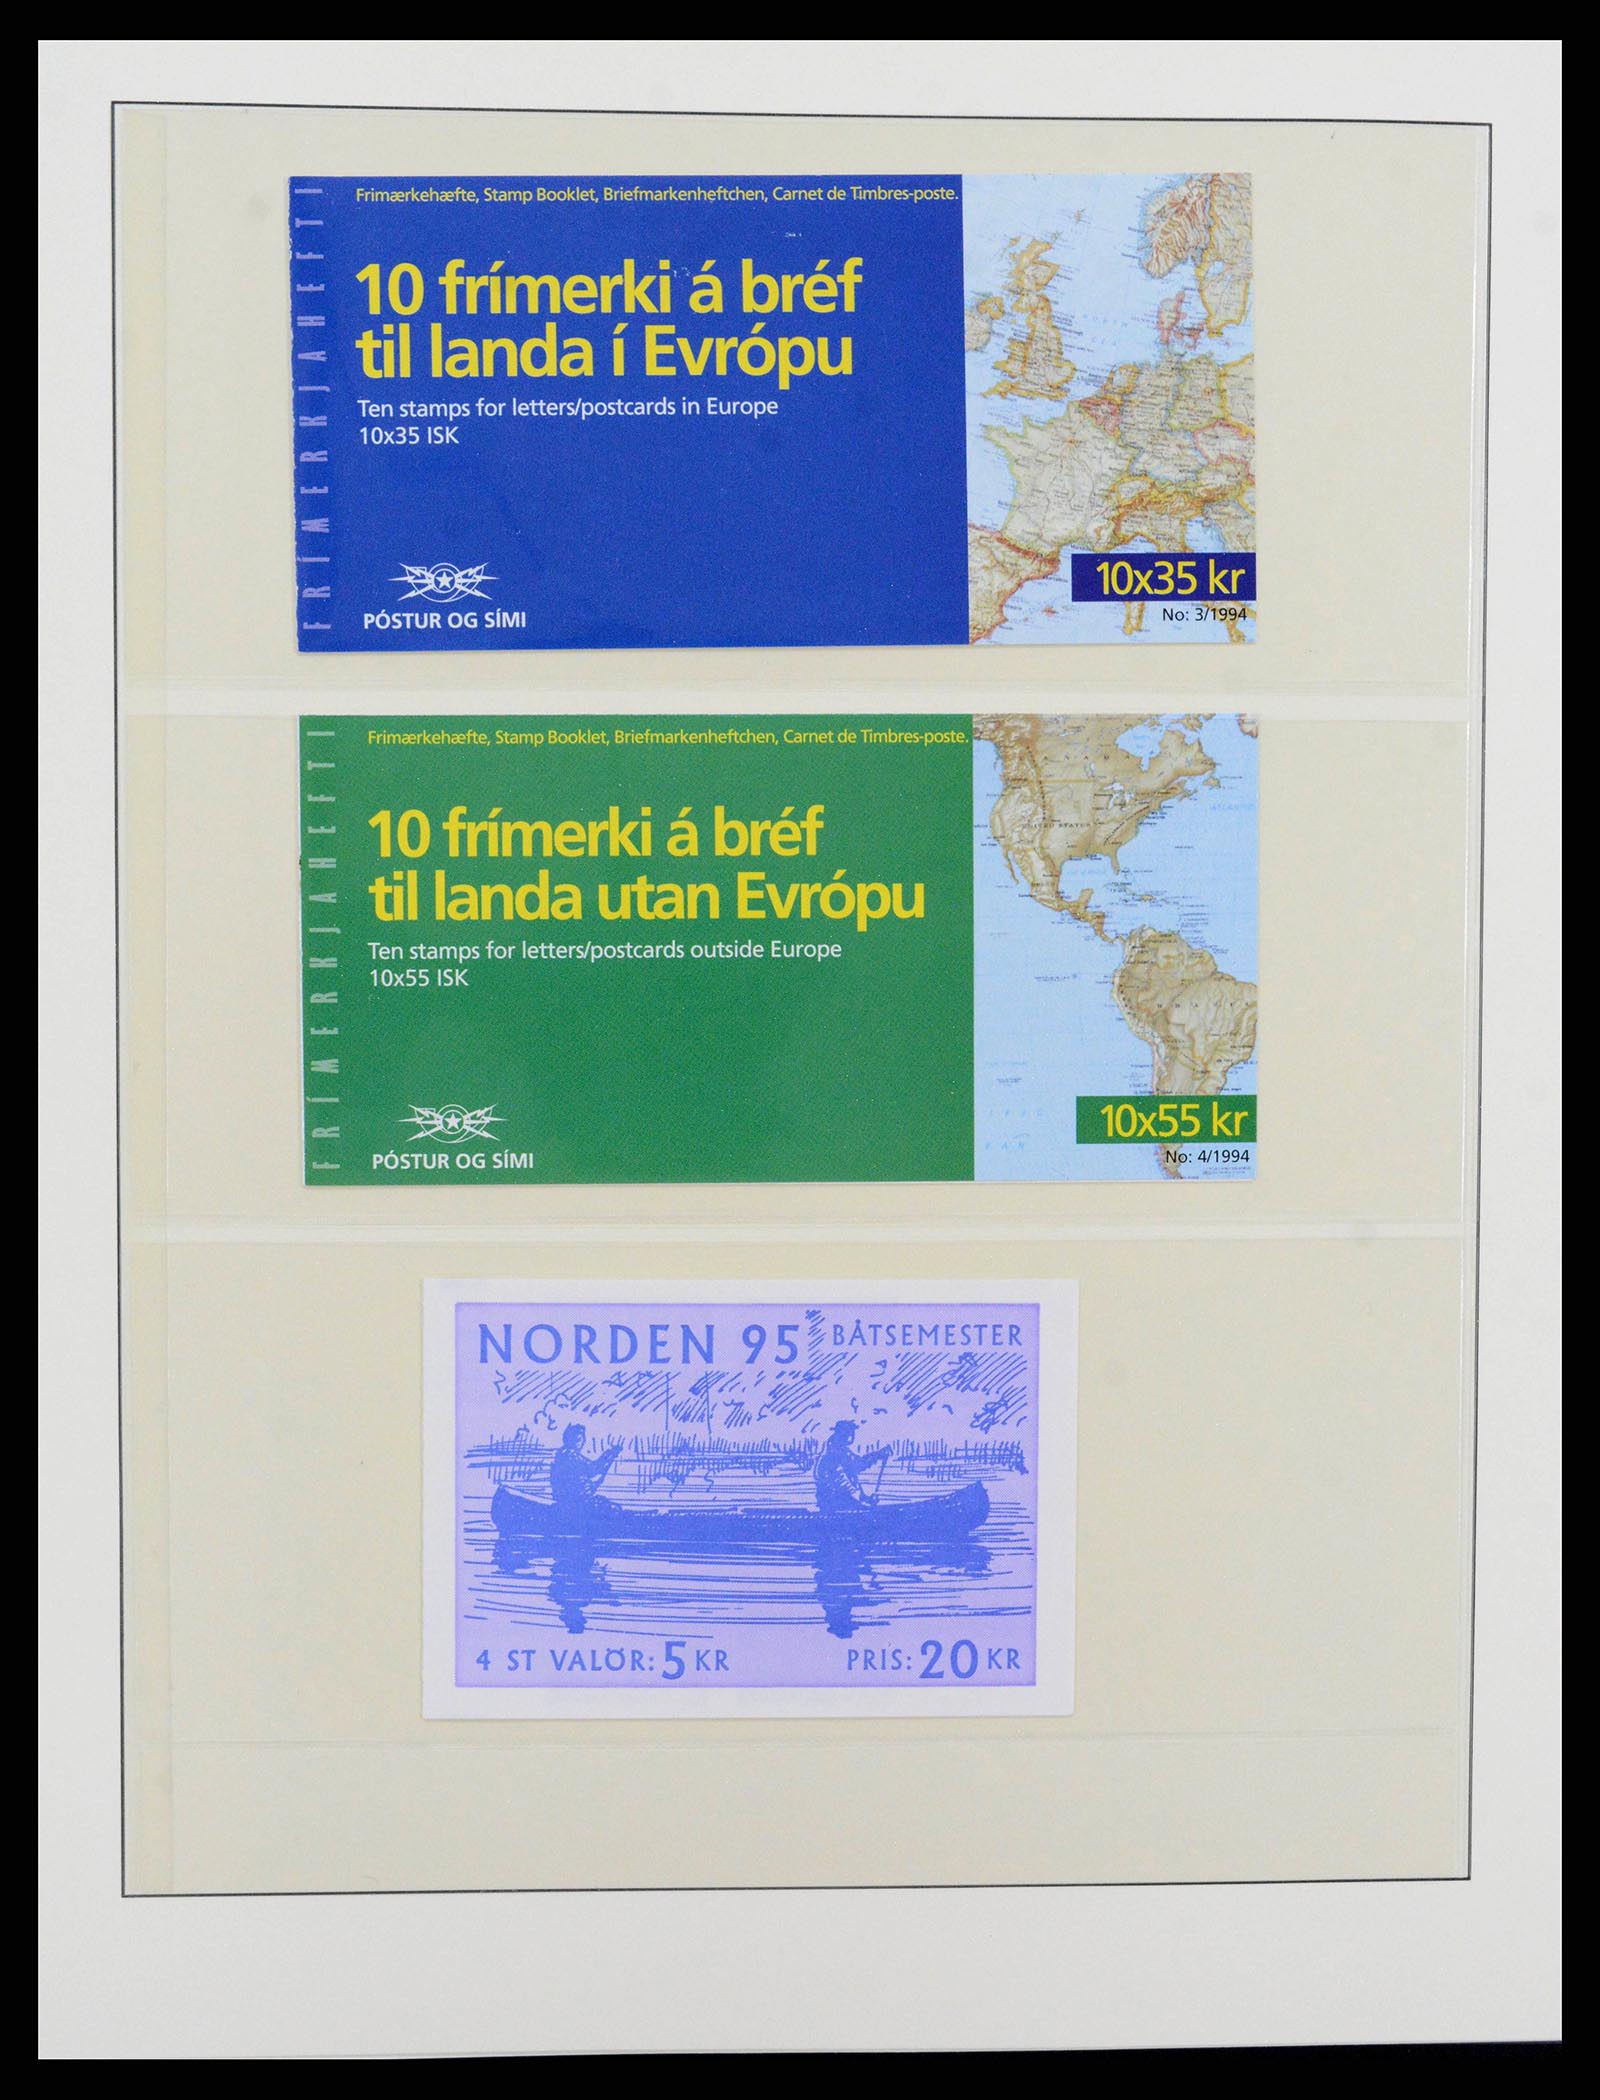 FRÍMERKJAHEFTI
Frimærkehæfte, Stamp Booklet, Briefmarkenheftchen, Carnet de Timbres-poste.
10 frímerki á bréf
til landa í Evrópu
Ten stamps for letters/postcards in Europe
10x35 ISK
PÓSTUR OG SÍMI
10x35 kr
No: 3/1994
FRÍMERKJAHEFTI
Frimærkehæfte, Stamp Booklet, Briefmarkenheftchen, Carnet de Timbres-poste.
10 frímerki á bréf
til landa utan Evrópu
Ten stamps for letters/postcards outside Europe
10x55 ISK
PÓSTUR OG SÍMI
UNITED STATES
10x55 kr
No: 4/1994
NORDEN 95 BÅTSEMESTER
4 ST VALÖR: 5 KR PRIS: 20 KR